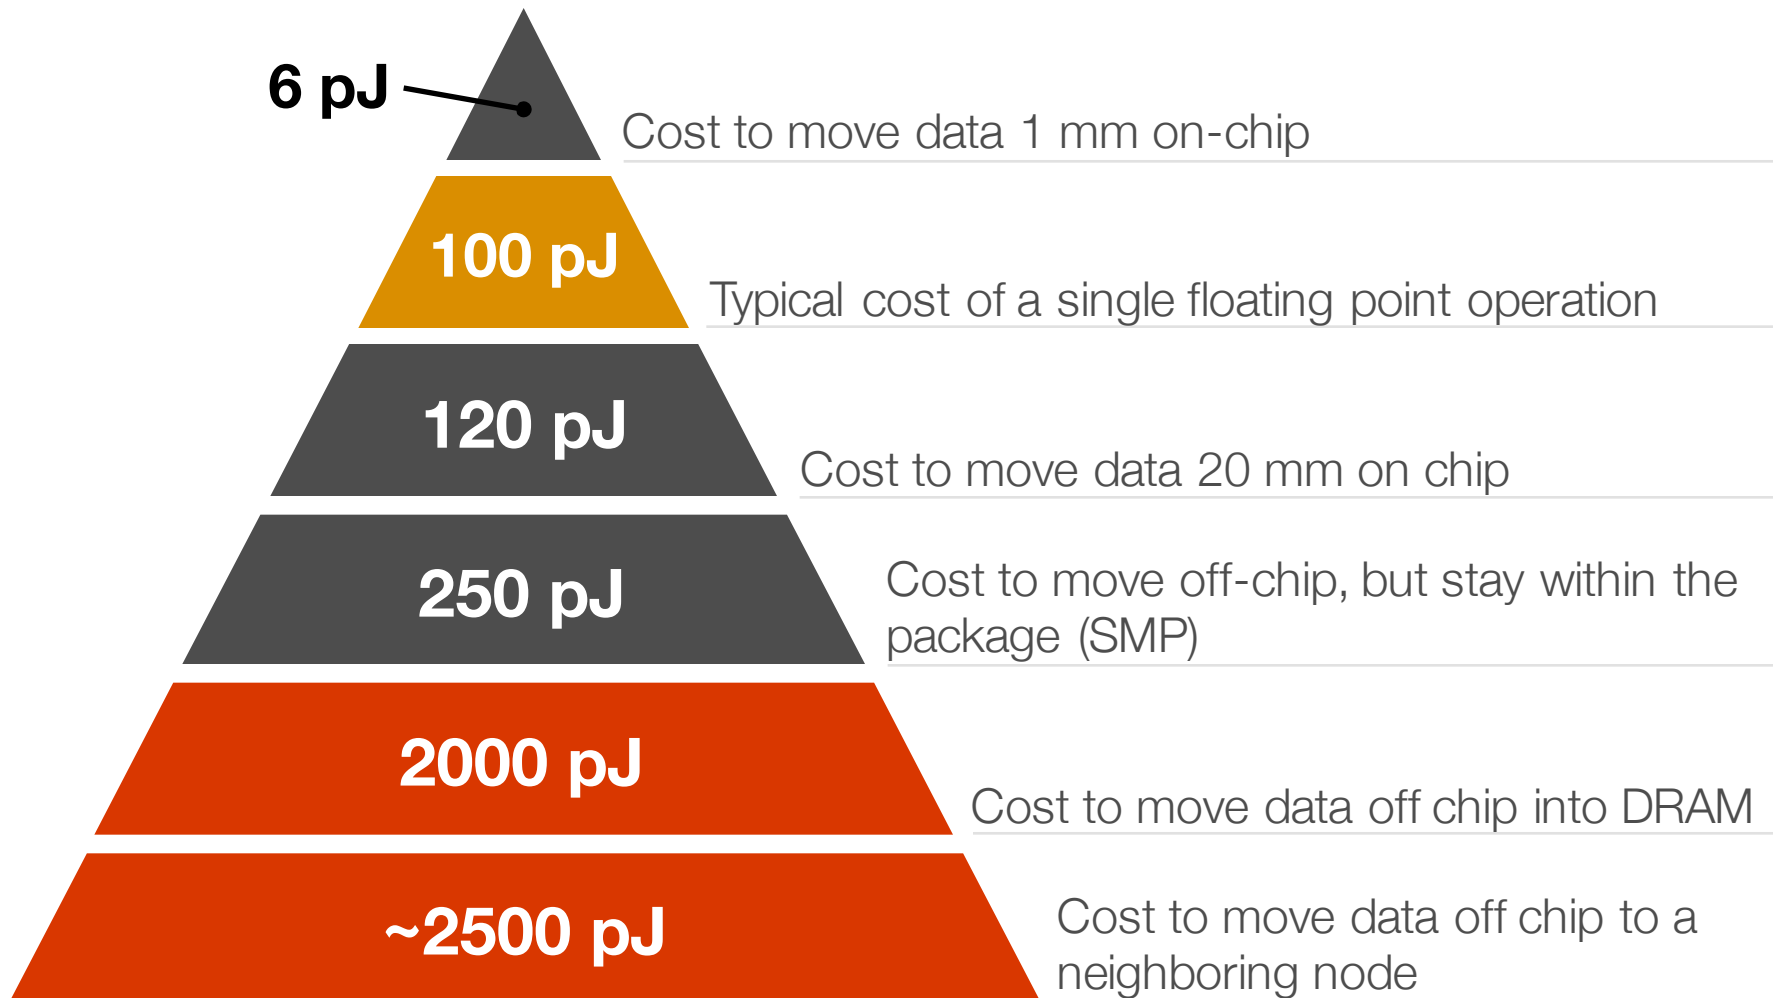 6 pJ
Cost to move data 1 mm on-chip
100 pJ
Typical cost of a single floating point operation
120 pJ
Cost to move data 20 mm on chip
250 pJ
Cost to move off-chip, but stay within the
package (SMP)
2000 pJ
Cost to move data off chip into DRAM
~2500 pJ
Cost to move data off chip to a
neighboring node